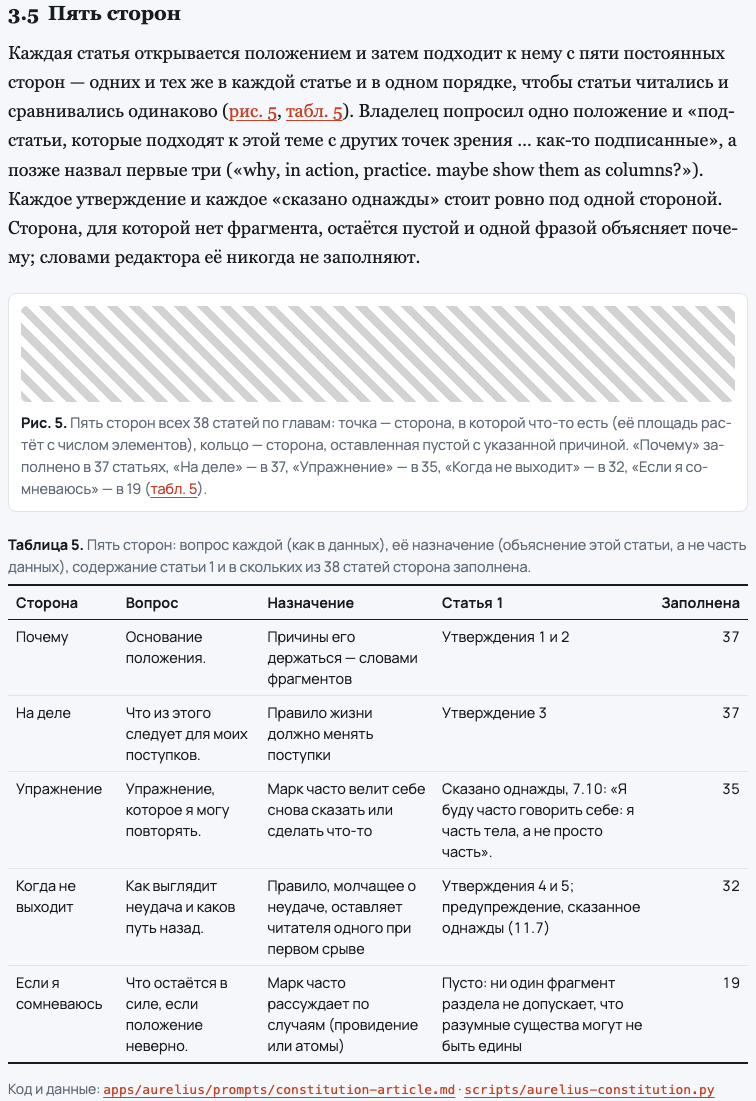 3.5 Пять сторон
Каждая статья открывается положением и затем подходит к нему с пяти постоянных
сторон — одних и тех же в каждой статье и в одном порядке, чтобы статьи читались и
сравнивались одинаково (рис. 5, табл. 5). Владелец попросил одно положение и «под-
статьи, которые подходят к этой теме с других точек зрения ... как-то подписанные», а
позже назвал первые три («why, in action, practice. maybe show them as columns?»).
Каждое утверждение и каждое «сказано однажды» стоит ровно под одной стороной.
Сторона, для которой нет фрагмента, остаётся пустой и одной фразой объясняет поче-
му; словами редактора её никогда не заполняют.
Рис. 5. Пять сторон всех 38 статей по главам: точка — сторона, в которой что-то есть (её площадь рас-
тёт с числом элементов), кольцо — сторона, оставленная пустой с указанной причиной. «Почему» за-
полнено в 37 статьях, «На деле» — в 37, «Упражнение» — в 35, «Когда не выходит» — в 32, «Если я со-
мневаюсь» — в 19 (табл. 5).
Таблица 5. Пять сторон: вопрос каждой (как в данных), её назначение (объяснение этой статьи, а не часть
данных), содержание статьи 1 и в скольких из 38 статей сторона заполнена.
Сторона Вопрос Назначение Статья 1 Заполнена
Почему Основание Причины его Утверждения 1 и 2 37
положения. держаться — словами
фрагментов
На деле Что из этого Правило жизни Утверждение 3 37
следует для моих должно менять
поступков. поступки
Упражнение Упражнение, Марк часто велит себе Сказано однажды, 7.10: «Я 35
которое я могу снова сказать или буду часто говорить себе: я
повторять. сделать что-то часть тела, а не просто
часть».
Когда не Как выглядит Правило, молчащее о Утверждения 4 и 5; 32
выходит неудача и каков неудаче, оставляет предупреждение, сказанное
путь назад. читателя одного при однажды (11.7)
первом срыве
Если я Что остаётся в Марк часто Пусто: ни один фрагмент 19
сомневаюсь силе, если рассуждает по раздела не допускает, что
положение случаям (провидение разумные существа могут не
неверно. или атомы) быть едины
Код и данные: apps/aurelius/prompts/constitution-article.md · scripts/aurelius-constitution.py